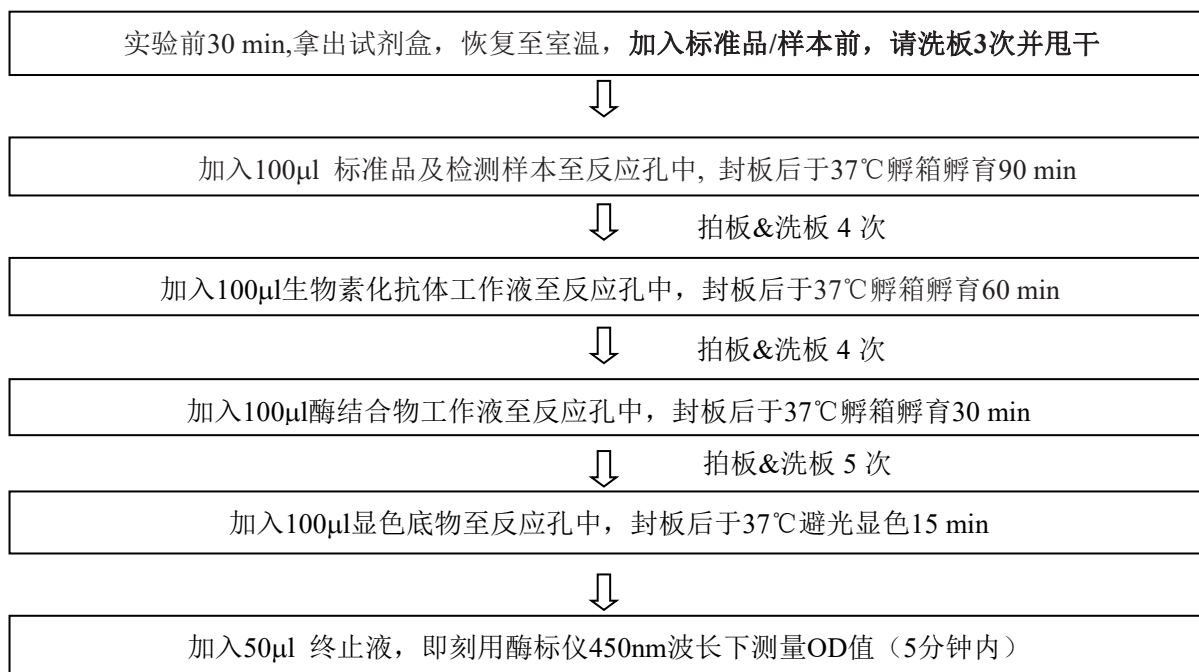 实验前30 min,拿出试剂盒，恢复至室温，加入标准品/样本前，请洗板3次并甩干
加入100μl 标准品及检测样本至反应孔中, 封板后于37℃孵箱孵育90 min
拍板&洗板 4 次
加入100μl生物素化抗体工作液至反应孔中，封板后于37℃孵箱孵育60 min
拍板&洗板 4 次
加入100μl酶结合物工作液至反应孔中，封板后于37℃孵箱孵育30 min
拍板&洗板 5 次
加入100μl显色底物至反应孔中，封板后于37℃避光显色15 min
加入50μl 终止液，即刻用酶标仪450nm波长下测量OD值（5分钟内）